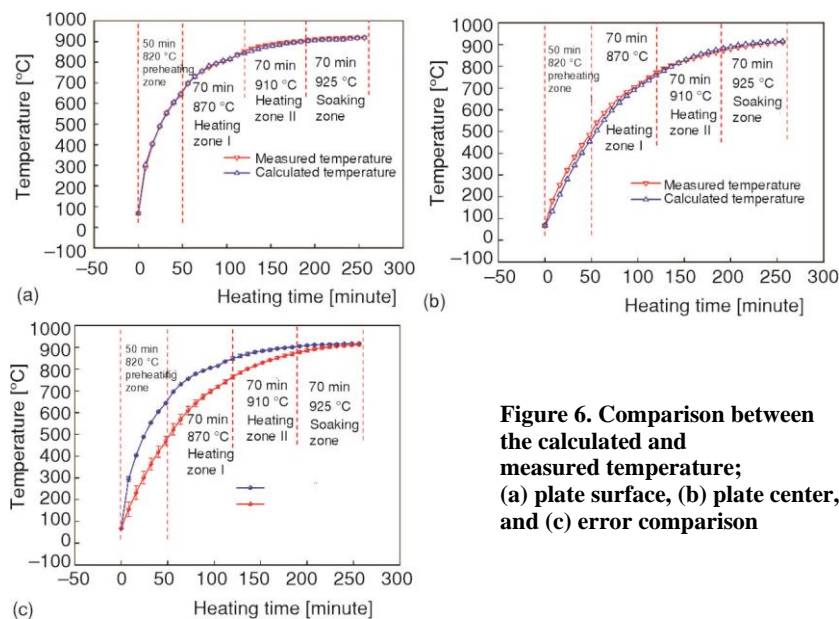 Temperature [°C]
1000
900
800
700
600
500
400
300
200
100
0
–100
50 min
820 °C
preheating
zone
70 min
870 °C
Heating
zone I
70 min
910 °C
Heating
zone II
70 min
925 °C
Soaking
zone
Measured temperature
Calculated temperature
–50 0 50 100 150 200 250 300
(a)
Heating time [minute]
Temperature [°C]
1000
900
800
700
600
500
400
300
200
100
0
–100
50 min
820 °C
preheating
zone
70 min
870 °C
Heating
zone I
70 min
910 °C
Heating
zone II
70 min
925 °C
Soaking
zone
Measured temperature
Calculated temperature
–50 0 50 100 150 200 250 300
(b)
Heating time [minute]
Temperature [°C]
1000
900
800
700
600
500
400
300
200
100
0
–100
50 min
820 °C
preheating
zone
70 min
870 °C
Heating
zone I
70 min
910 °C
Heating
zone II
70 min
925 °C
Soaking
zone
–50 0 50 100 150 200 250 300
(c)
Heating time [minute]
Figure 6. Comparison between
the calculated and
measured temperature;
(a) plate surface, (b) plate center,
and (c) error comparison